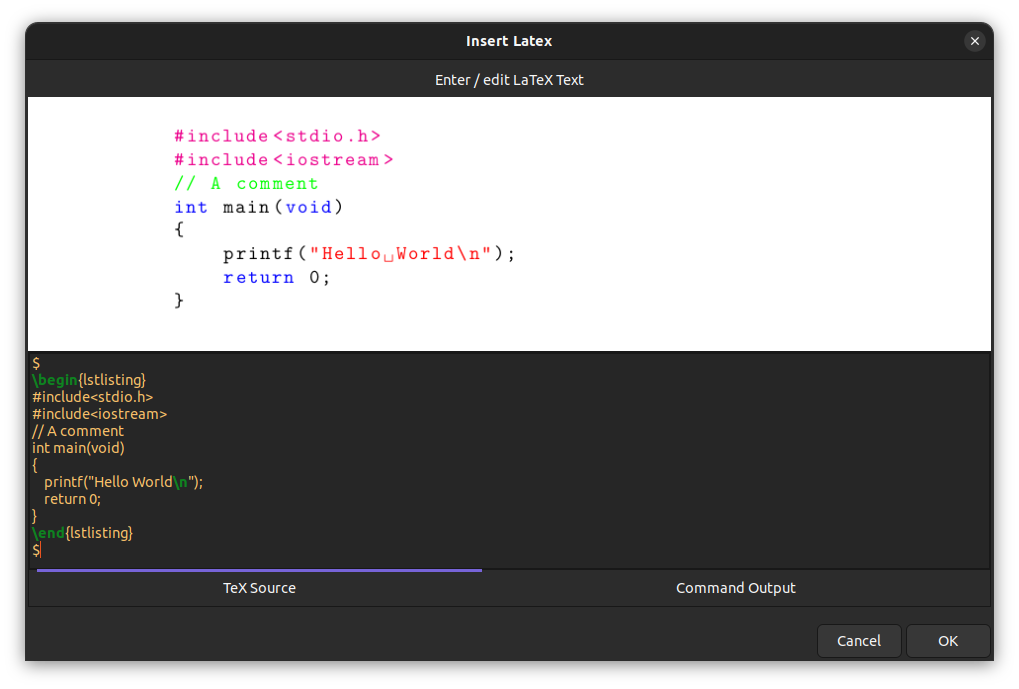 Insert Latex
Enter / edit LaTeX Text
#include<stdio.h>
#include<iostream>
// A comment
int main(void)
{
    printf("Hello␣World\n");
    return 0;
}
$
\begin{lstlisting}
#include<stdio.h>
#include<iostream>
// A comment
int main(void)
{
   printf("Hello World\n");
   return 0;
}
\end{lstlisting}
$
TeX Source
Command Output
Cancel
OK